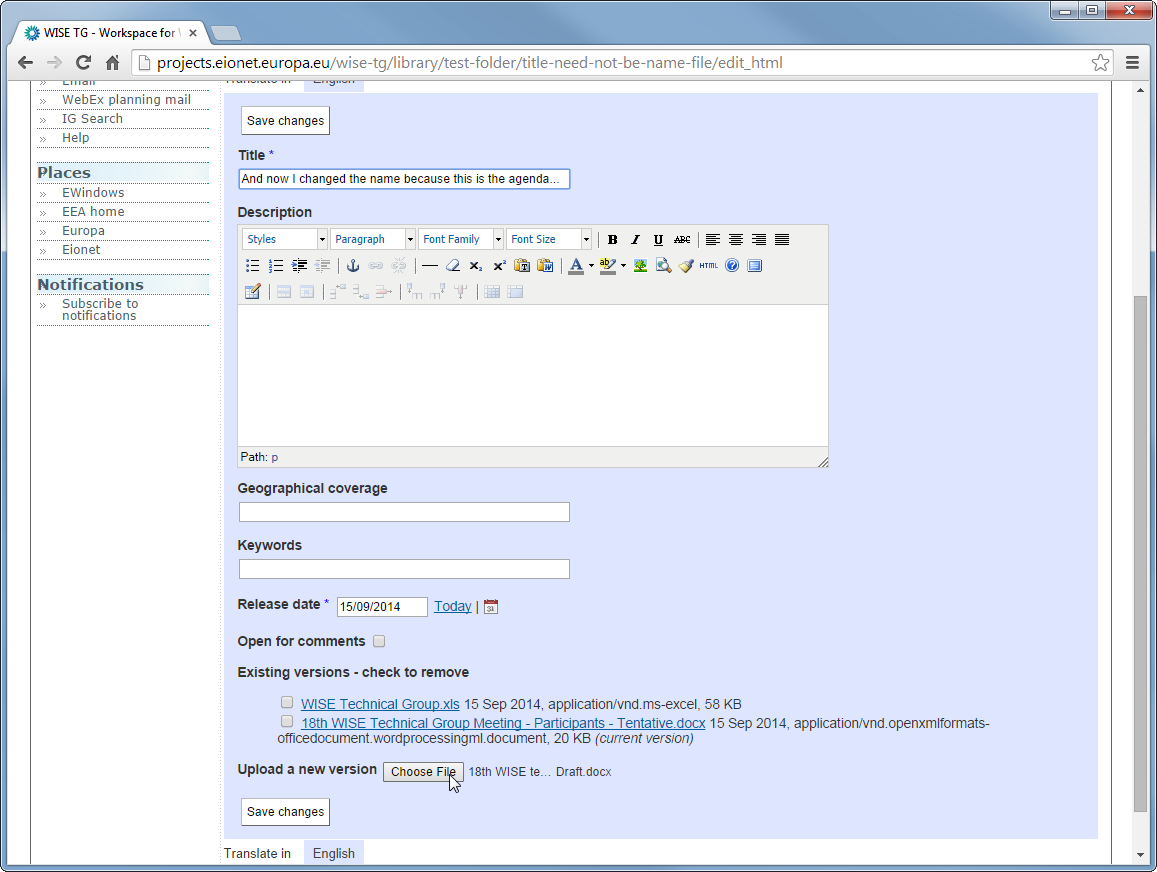 WISE TG - Workspace for
projects.eionet.europa.eu/wise-tg/library/test-folder/title-need-not-be-name-file/edit_html
Email
WebEx planning mail
IG Search
Help
Places
EWindows
EEA home
Europa
Eionet
Notifications
Subscribe to
notifications
Translate in English
Save changes
Title *
And now I changed the name because this is the agenda...
Description
Styles Paragraph Font Family Font Size B I U ABC
HTML
Path: p
Geographical coverage
Keywords
Release date * 15/09/2014 Today |
Open for comments
Existing versions - check to remove
WISE Technical Group.xls 15 Sep 2014, application/vnd.ms-excel, 58 KB
18th WISE Technical Group Meeting - Participants - Tentative.docx 15 Sep 2014, application/vnd.openxmlformats-
officedocument.wordprocessingml.document, 20 KB (current version)
Upload a new version Choose File 18th WISE te... Draft.docx
Save changes
Translate in English